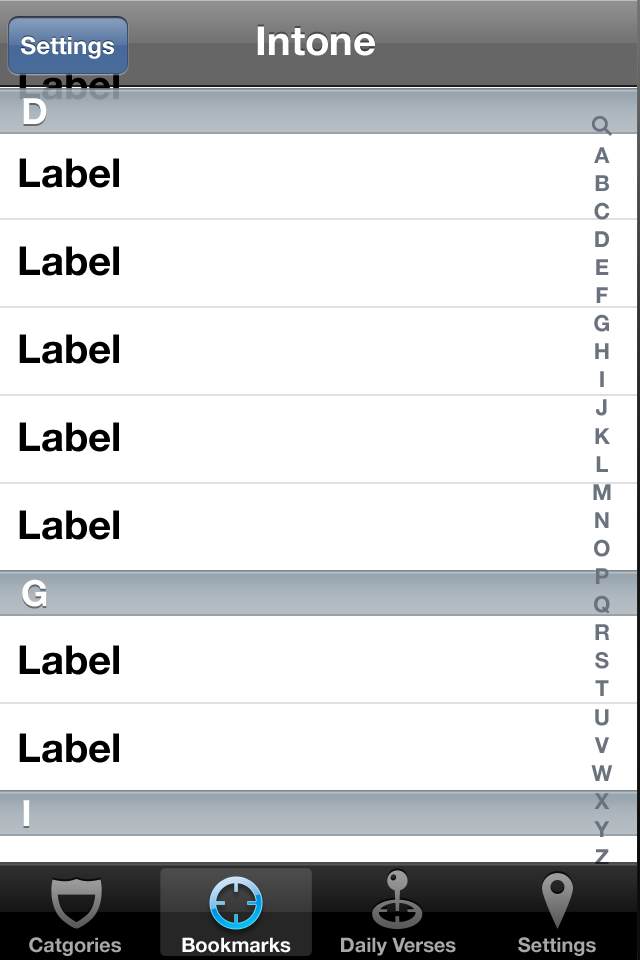 Settings
Intone
Label
D
Label
Label
Label
Label
Label
G
Label
Label
I
A
B
C
D
E
F
G
H
I
J
K
L
M
N
O
P
Q
R
S
T
U
V
W
X
Y
Z
Catgories
Bookmarks
Daily Verses
Settings